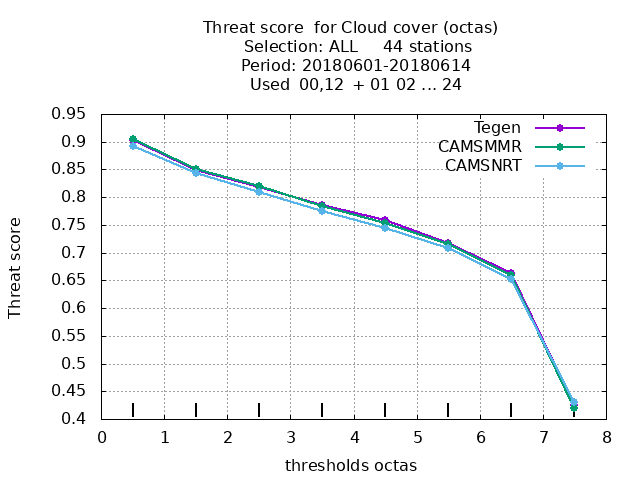 Threat score  for Cloud cover (octas)
Selection: ALL     44 stations
Period: 20180601-20180614
Used  00,12  + 01 02 ... 24
Threat score
0.95
0.9
0.85
0.8
0.75
0.7
0.65
0.6
0.55
0.5
0.45
0.4
Tegen
CAMSMMR
CAMSNRT
0 1 2 3 4 5 6 7 8
thresholds octas